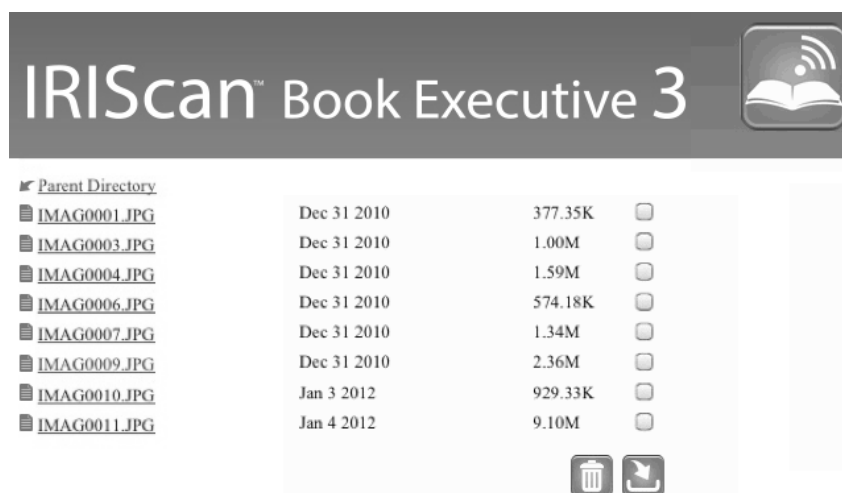 IRIScan™ Book Executive 3
Parent Directory
IMAG0001.JPG Dec 31 2010 377.35K
IMAG0003.JPG Dec 31 2010 1.00M
IMAG0004.JPG Dec 31 2010 1.59M
IMAG0006.JPG Dec 31 2010 574.18K
IMAG0007.JPG Dec 31 2010 1.34M
IMAG0009.JPG Dec 31 2010 2.36M
IMAG0010.JPG Jan 3 2012 929.33K
IMAG0011.JPG Jan 4 2012 9.10M